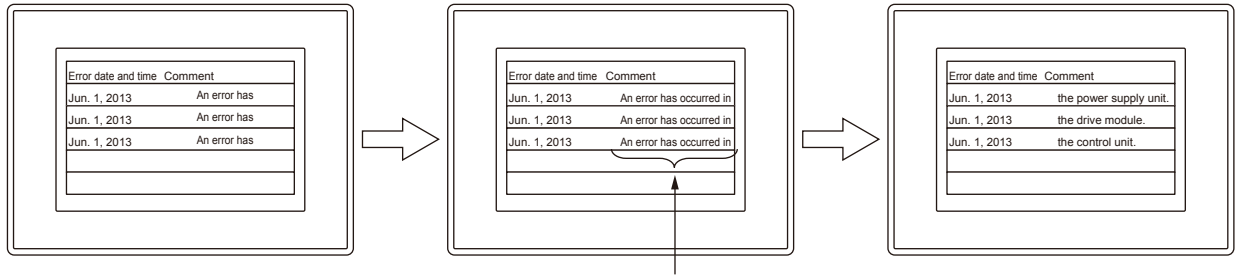 Error date and time Comment
Jun. 1, 2013 An error has
Jun. 1, 2013 An error has
Jun. 1, 2013 An error has
Error date and time Comment
Jun. 1, 2013 An error has occurred in
Jun. 1, 2013 An error has occurred in
Jun. 1, 2013 An error has occurred in
Error date and time Comment
Jun. 1, 2013 the power supply unit.
Jun. 1, 2013 the drive module.
Jun. 1, 2013 the control unit.